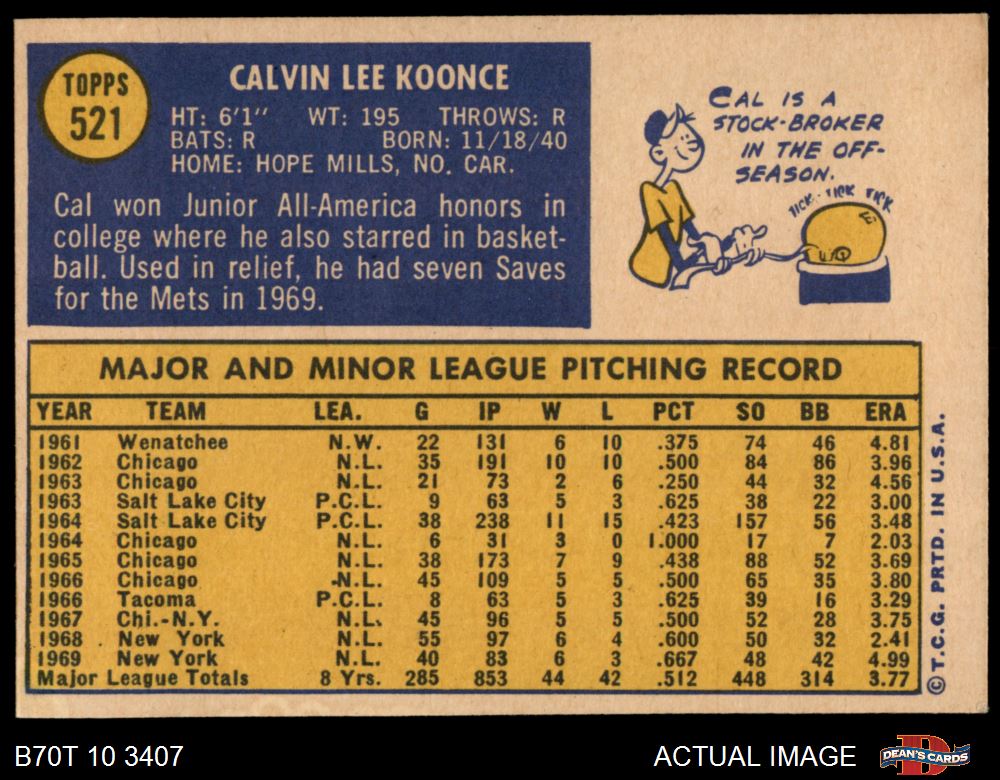 TOPPS
521
CALVIN LEE KOONCE
HT: 6'1" WT: 195 THROWS: R
BATS: R BORN: 11/18/40
HOME: HOPE MILLS, NO. CAR.
Cal won Junior All-America honors in
college where he also starred in basket-
ball. Used in relief, he had seven Saves
for the Mets in 1969.
CAL IS A
STOCK-BROKER
IN THE OFF-
SEASON.
TICK - TICK TICK
MAJOR AND MINOR LEAGUE PITCHING RECORD
YEAR TEAM LEA. G IP W L PCT SO BB ERA
1961 Wenatchee N.W. 22 131 6 10 .375 74 46 4.81
1962 Chicago N.L. 35 191 10 10 .500 84 86 3.96
1963 Chicago N.L. 21 73 2 6 .250 44 32 4.56
1963 Salt Lake City P.C.L. 9 63 5 3 .625 38 22 3.00
1964 Salt Lake City P.C.L. 38 238 11 15 .423 157 56 3.48
1964 Chicago N.L. 6 31 3 0 1.000 17 7 2.03
1965 Chicago N.L. 38 173 7 9 .438 88 52 3.69
1966 Chicago N.L. 45 109 5 5 .500 65 35 3.80
1966 Tacoma P.C.L. 8 63 5 3 .625 39 16 3.29
1967 Chi.-N.Y. N.L. 45 96 5 5 .500 52 28 3.75
1968 New York N.L. 55 97 6 4 .600 50 32 2.41
1969 New York N.L. 40 83 6 3 .667 48 42 4.99
Major League Totals 8 Yrs. 285 853 44 42 .512 448 314 3.77
©T.C.G. PRTD. IN U.S.A.
B70T 10 3407
ACTUAL IMAGE
D
DEAN'S CARDS